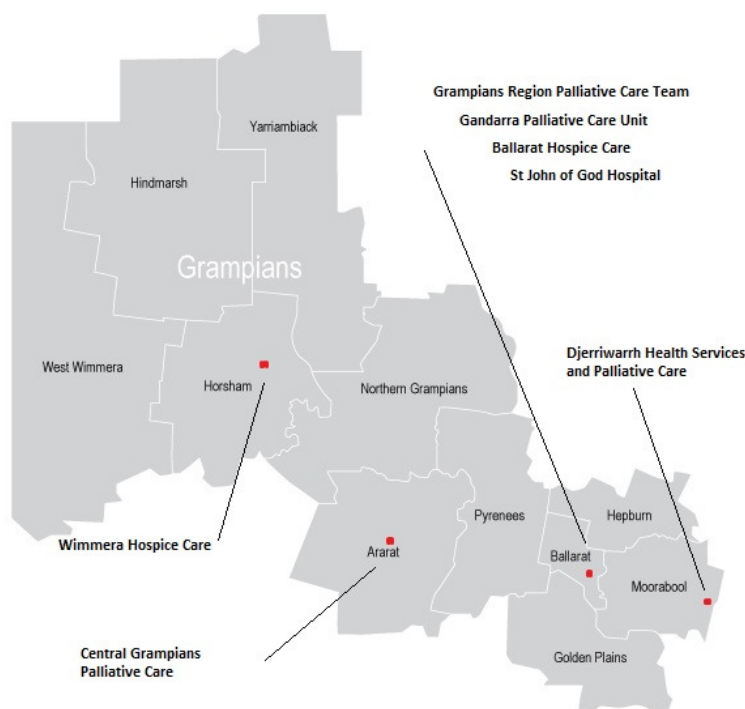 Grampians Region Palliative Care Team
Gandarra Palliative Care Unit
Ballarat Hospice Care
St John of God Hospital
Yarriambiack
Hindmarsh
Grampians
Djerriwarrh Health Services
and Palliative Care
West Wimmera
Horsham
Northern Grampians
Pyrenees
Hepburn
Wimmera Hospice Care
Ararat
Ballarat
Moorabool
Central Grampians
Palliative Care
Golden Plains